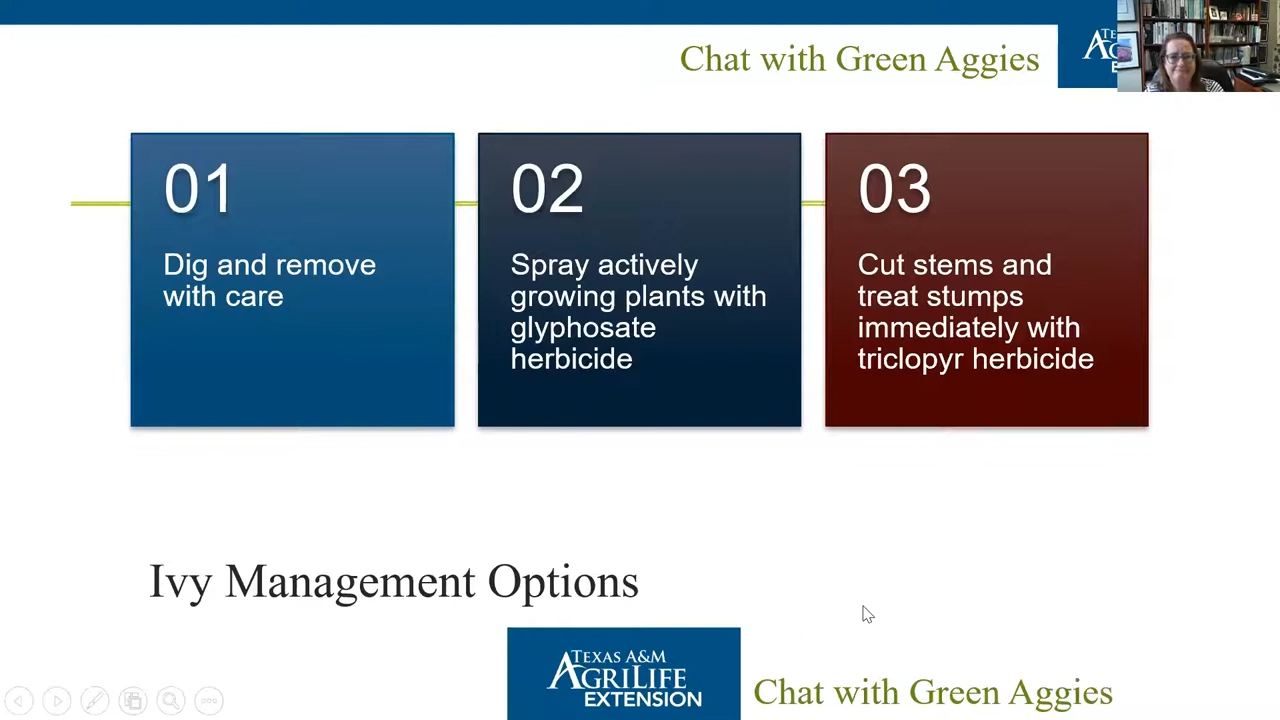 Chat with Green Aggies
01
Dig and remove
with care
02
Spray actively
growing plants with
glyphosate
herbicide
03
Cut stems and
treat stumps
immediately with
triclopyr herbicide
Ivy Management Options
TEXAS A&M
AGRILIFE
EXTENSION
Chat with Green Aggies